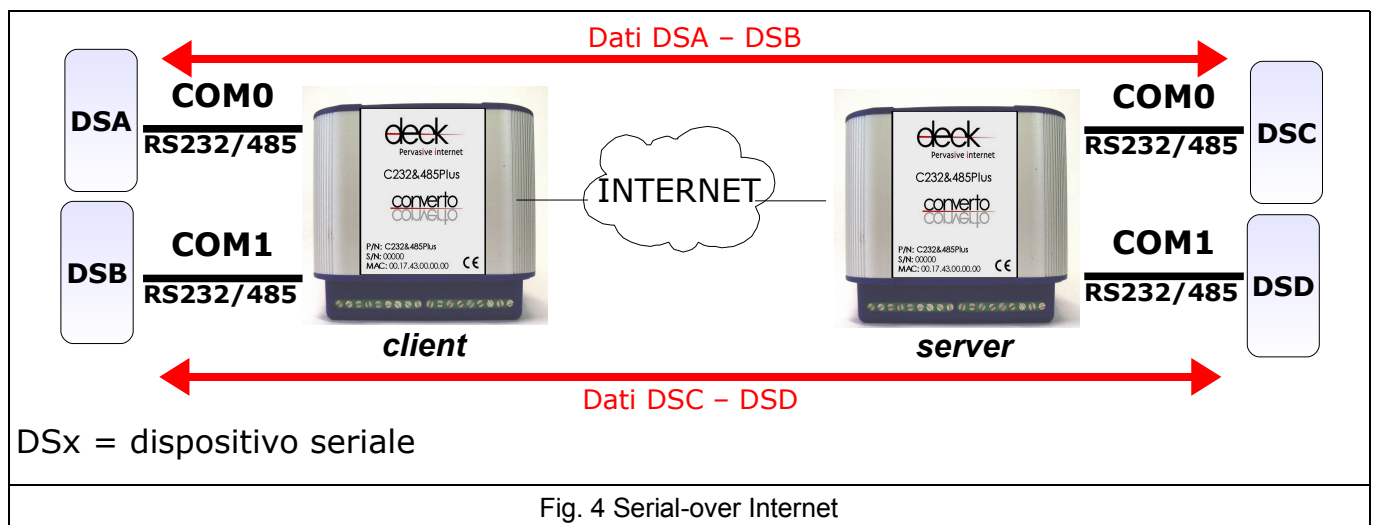 Dati DSA – DSB
DSA
COM0
RS232/485
DSB
COM1
RS232/485
deck
Pervasive internet
C232&485Plus
converto
P/N: C232&485Plus
S/N: 00000
MAC: 00.17.43.00.00.00 CE
client
INTERNET
deck
Pervasive internet
C232&485Plus
converto
P/N: C232&485Plus
S/N: 00000
MAC: 00.17.43.00.00.00 CE
server
COM0
RS232/485
DSC
COM1
RS232/485
DSD
Dati DSC – DSD
DSx = dispositivo seriale
Fig. 4 Serial-over Internet